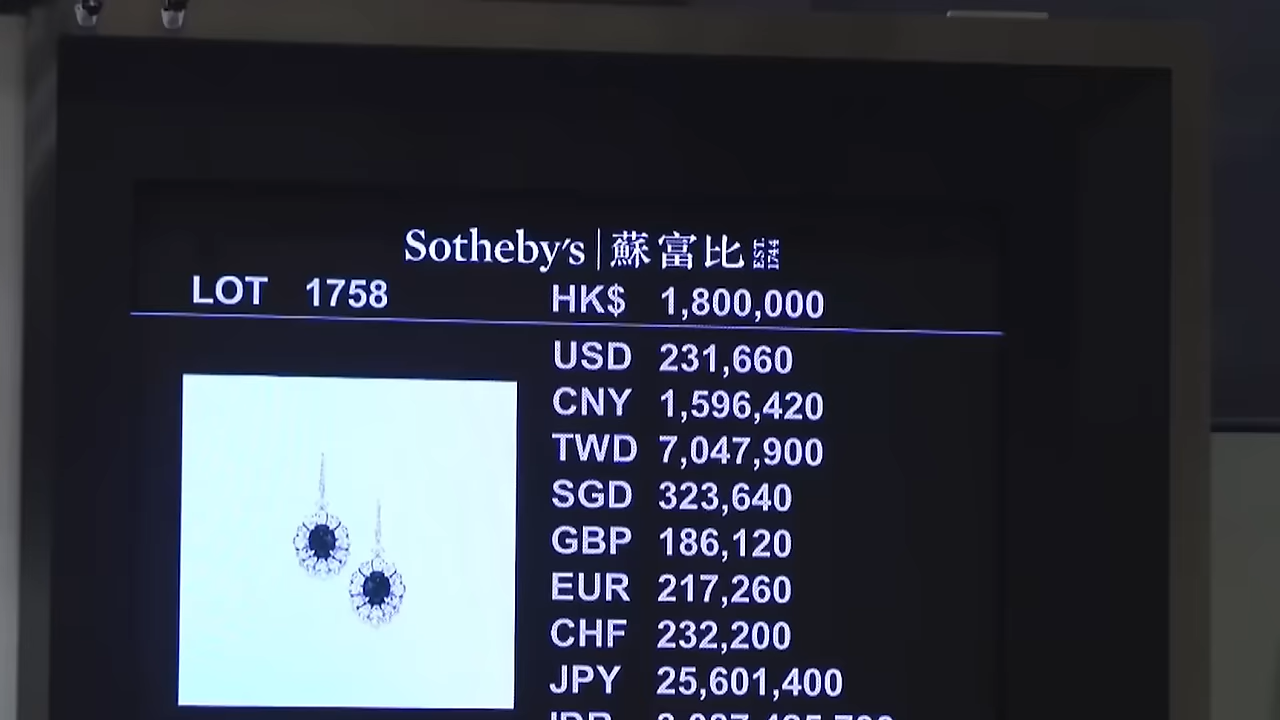 Sotheby's | 蘇富比 EST. 1744
LOT 1758 HK$ 1,800,000
USD 231,660
CNY 1,596,420
TWD 7,047,900
SGD 323,640
GBP 186,120
EUR 217,260
CHF 232,200
JPY 25,601,400